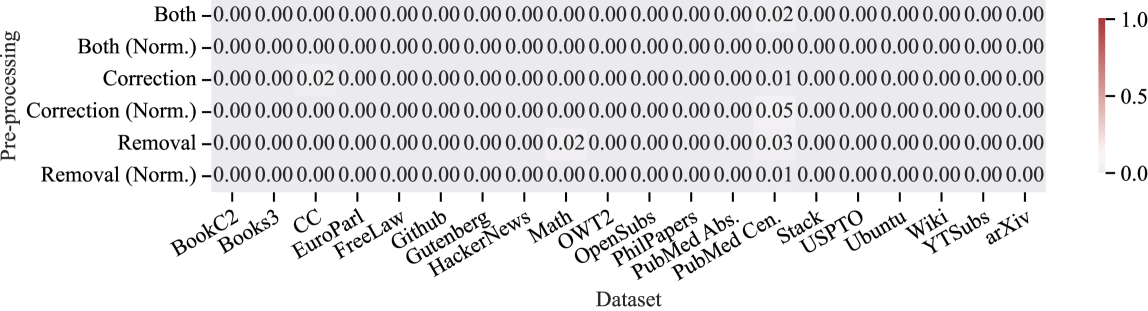 Pre-processing
Both 0.00 0.00 0.00 0.00 0.00 0.00 0.00 0.00 0.00 0.00 0.00 0.00 0.00 0.02 0.00 0.00 0.00 0.00 0.00 0.00
Both (Norm.) 0.00 0.00 0.00 0.00 0.00 0.00 0.00 0.00 0.00 0.00 0.00 0.00 0.00 0.00 0.00 0.00 0.00 0.00 0.00 0.00
Correction 0.00 0.00 0.02 0.00 0.00 0.00 0.00 0.00 0.00 0.00 0.00 0.00 0.00 0.01 0.00 0.00 0.00 0.00 0.00 0.00
Correction (Norm.) 0.00 0.00 0.00 0.00 0.00 0.00 0.00 0.00 0.00 0.00 0.00 0.00 0.00 0.05 0.00 0.00 0.00 0.00 0.00 0.00
Removal 0.00 0.00 0.00 0.00 0.00 0.00 0.00 0.00 0.02 0.00 0.00 0.00 0.00 0.03 0.00 0.00 0.00 0.00 0.00 0.00
Removal (Norm.) 0.00 0.00 0.00 0.00 0.00 0.00 0.00 0.00 0.00 0.00 0.00 0.00 0.00 0.01 0.00 0.00 0.00 0.00 0.00 0.00
BookC2
Books3
CC
EuroParl
FreeLaw
Github
Gutenberg
HackerNews
Math
OWT2
OpenSubs
PhilPapers
PubMed Abs.
PubMed Cen.
Stack
USPTO
Ubuntu
Wiki
YTSubs
arXiv
Dataset
1.0
0.5
0.0